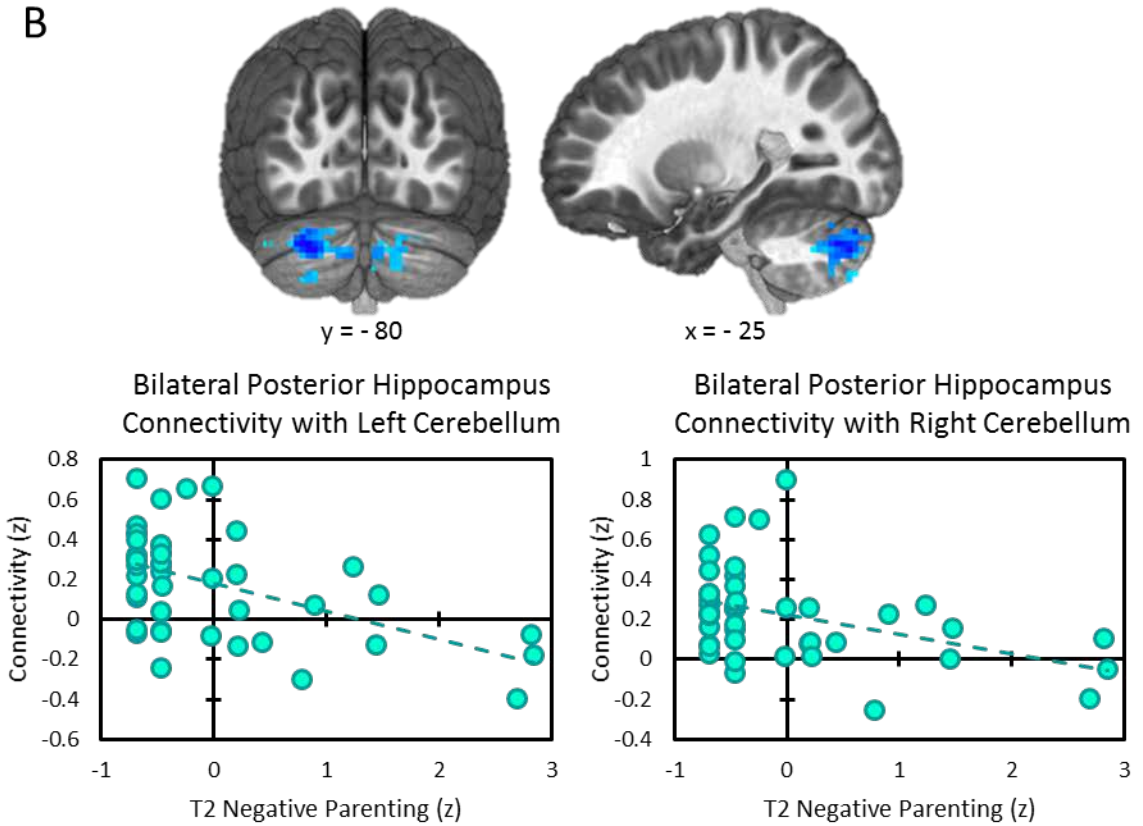 B
y = - 80
x = - 25
Bilateral Posterior Hippocampus
Connectivity with Left Cerebellum
0.8
0.6
0.4
0.2
0
-0.2
-0.4
-0.6
Connectivity (z)
-1
0
1
2
3
T2 Negative Parenting (z)
Bilateral Posterior Hippocampus
Connectivity with Right Cerebellum
1
0.8
0.6
0.4
0.2
0
-0.2
-0.4
Connectivity (z)
-1
0
1
2
3
T2 Negative Parenting (z)